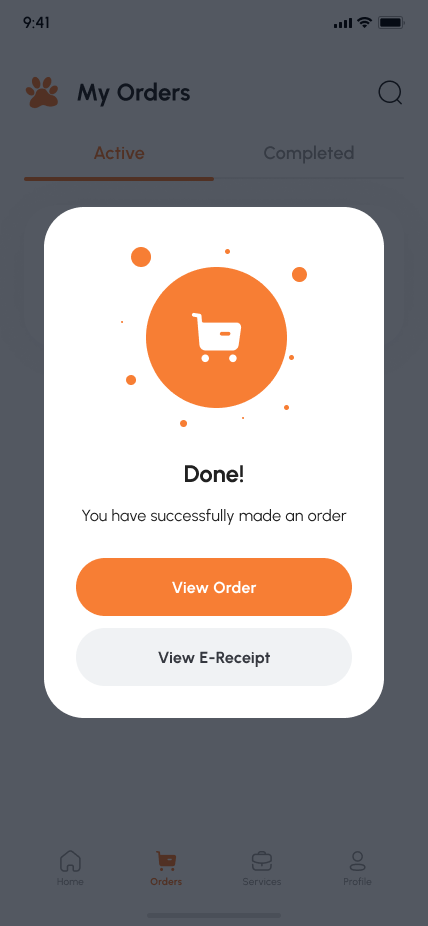 9:41
My Orders
Active
Completed
Done!
You have successfully made an order
View Order
View E-Receipt
Home
Orders
Services
Profile